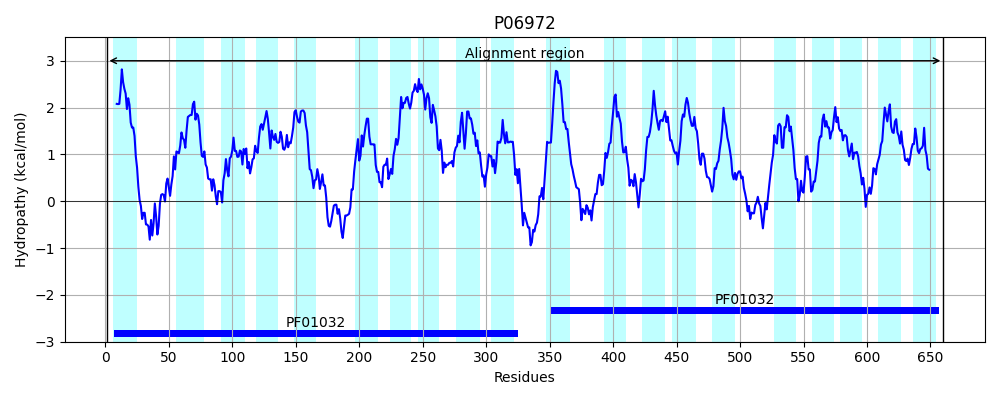 P06972
Alignment region
Hydropathy (kcal/mol)
3
2
1
0
−1
−2
−3
PF01032
PF01032
0 50 100 150 200 250 300 350 400 450 500 550 600 650
Residues